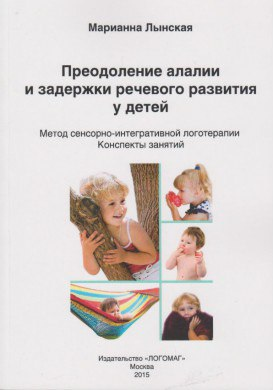 Марианна Лынская
Преодоление алалии
и задержки речевого развития
у детей
Метод сенсорно-интегративной логотерапии
Конспекты занятий
Издательство «ЛОГОМАГ»
Москва
2015